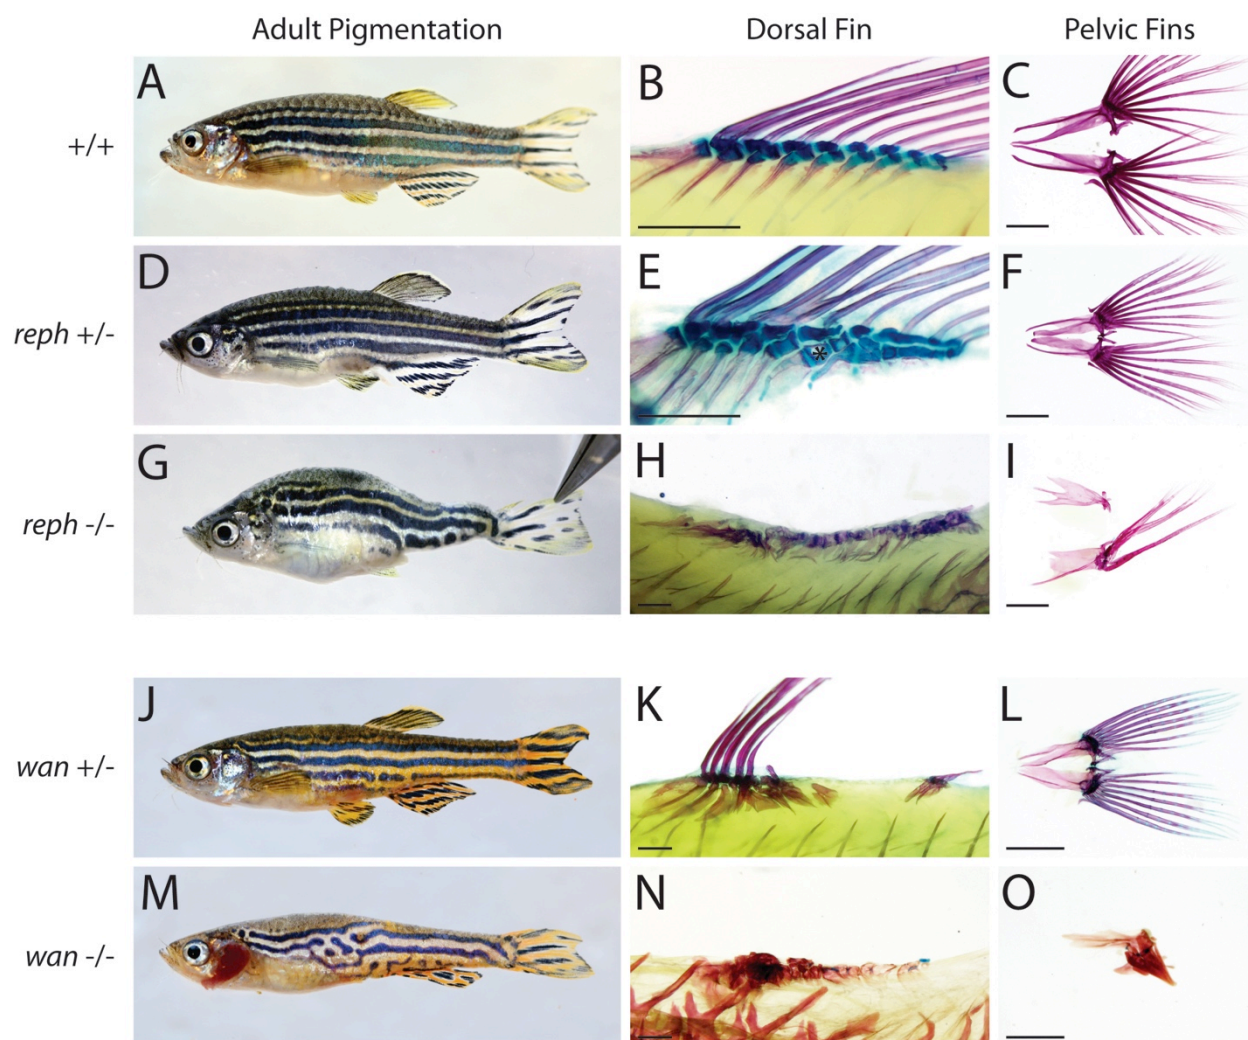 Adult Pigmentation Dorsal Fin Pelvic Fins
+/+ A B C
reph +/- D E * F
reph -/- G H I
wan +/- J K L
wan -/- M N O